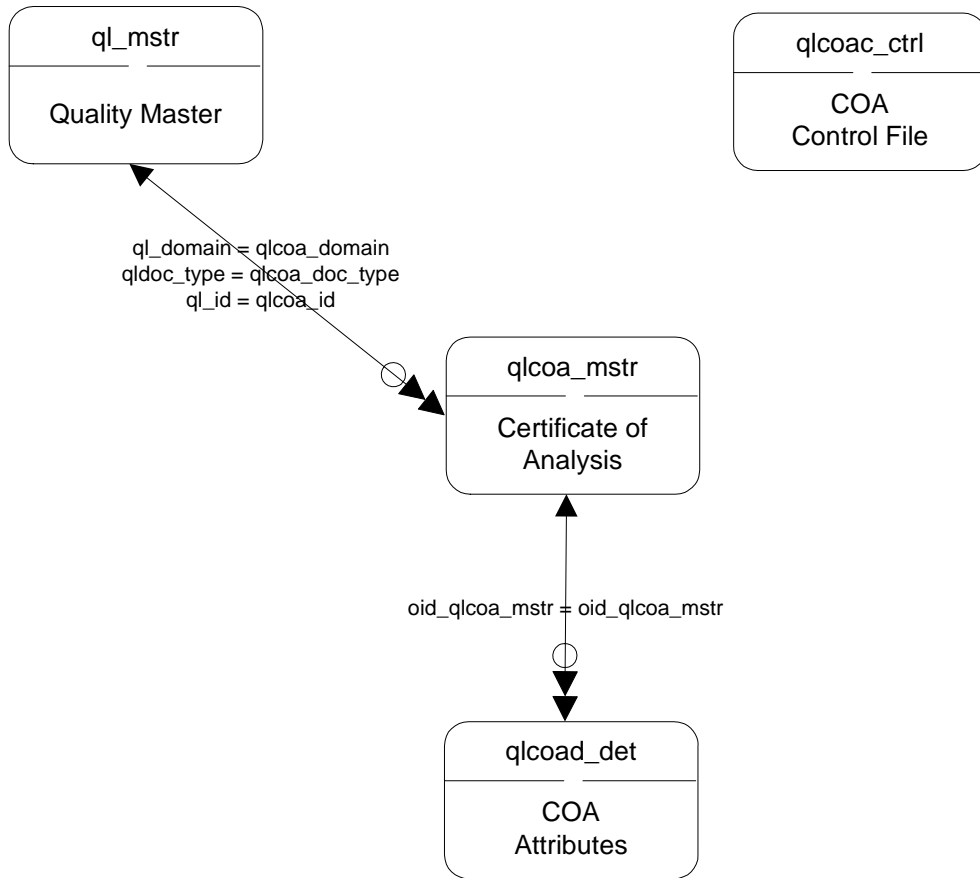 ql_mstr
Quality Master
qlcoac_ctrl
COA
Control File
ql_domain = qlcoa_domain
qldoc_type = qlcoa_doc_type
ql_id = qlcoa_id
qlcoa_mstr
Certificate of
Analysis
oid_qlcoa_mstr = oid_qlcoa_mstr
qlcoad_det
COA
Attributes